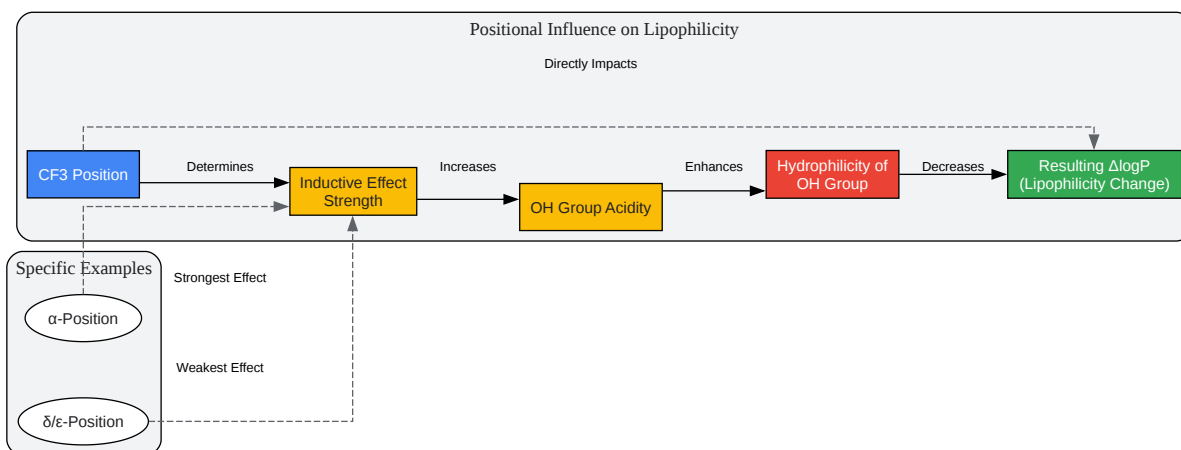 Positional Influence on Lipophilicity
Directly Impacts
CF3 Position
Determines
Inductive Effect
Strength
Increases
OH Group Acidity
Enhances
Hydrophilicity of
OH Group
Decreases
Resulting ΔlogP
(Lipophilicity Change)
Specific Examples
Strongest Effect
α-Position
Weakest Effect
δ/ε-Position